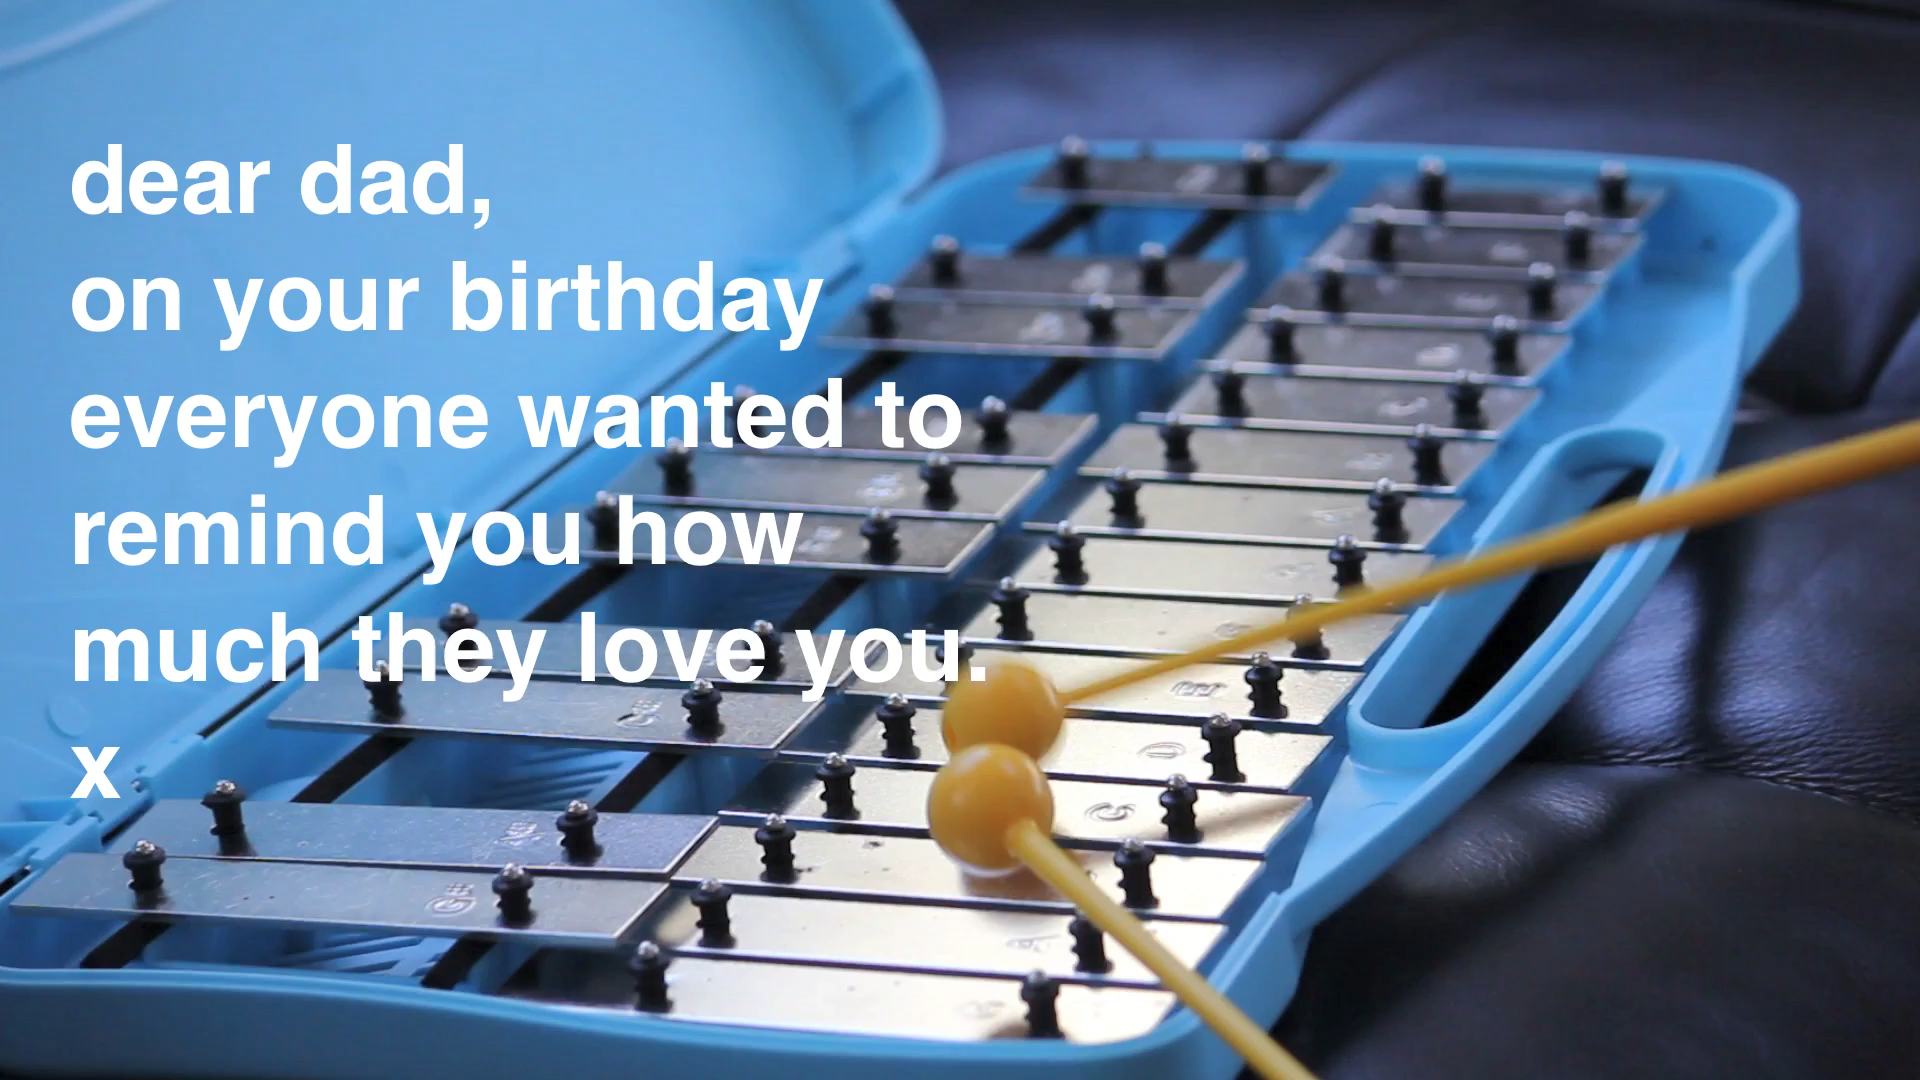 dear dad,
on your birthday
everyone wanted to
remind you how
much they love you.
x
G#
C#
E
D
C
A